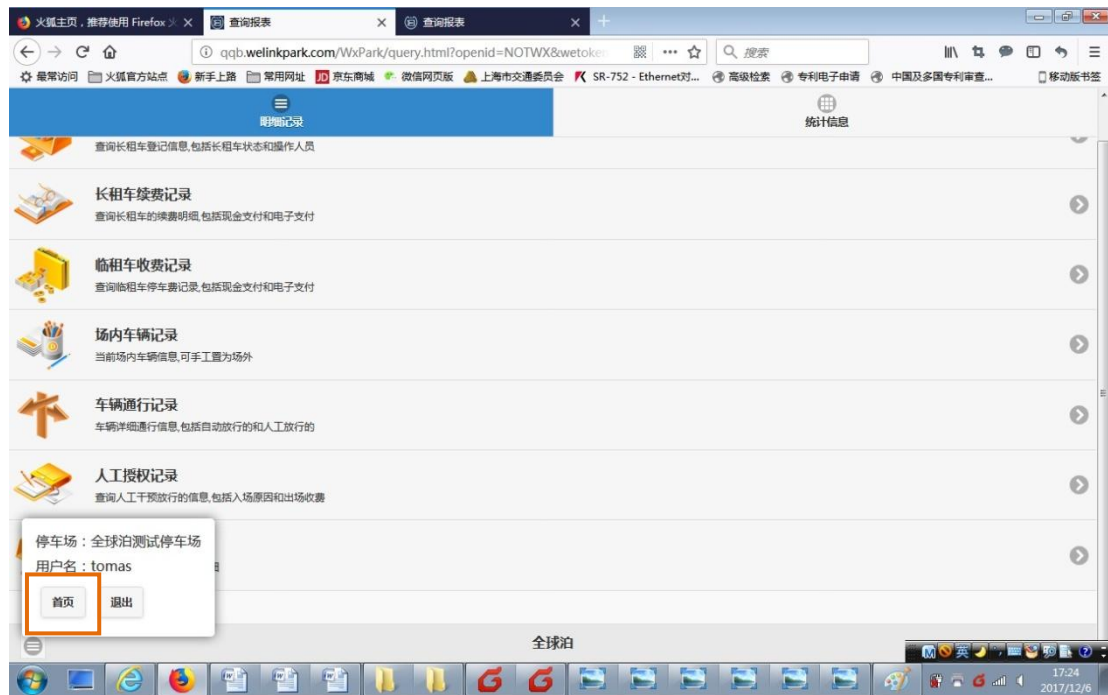 火狐主页，推荐使用 Firefox 火
查询报表
查询报表
qqb.welinkpark.com/WxPark/query.html?openid=NOTWX&wetoken
搜索
最常访问 火狐官方站点 新手上路 常用网址 JD 京东商城 微信网页版 上海市交通委员会 SR-752 - Ethernet对... 高级检索 专利电子申请 中国及多国专利审查... 移动版书签
明细记录
统计信息
查询长租车登记信息,包括长租车状态和操作人员
长租车续费记录
查询长租车的续费明细,包括现金支付和电子支付
临租车收费记录
查询临租车停车费记录,包括现金支付和电子支付
场内车辆记录
当前场内车辆信息,可手工置为场外
车辆通行记录
车辆详细通行信息,包括自动放行的和人工放行的
人工授权记录
查询人工干预放行的信息,包括入场原因和出场收费
停车场：全球泊测试停车场
用户名：tomas
首页 退出
全球泊
M 英
17:24
2017/12/6